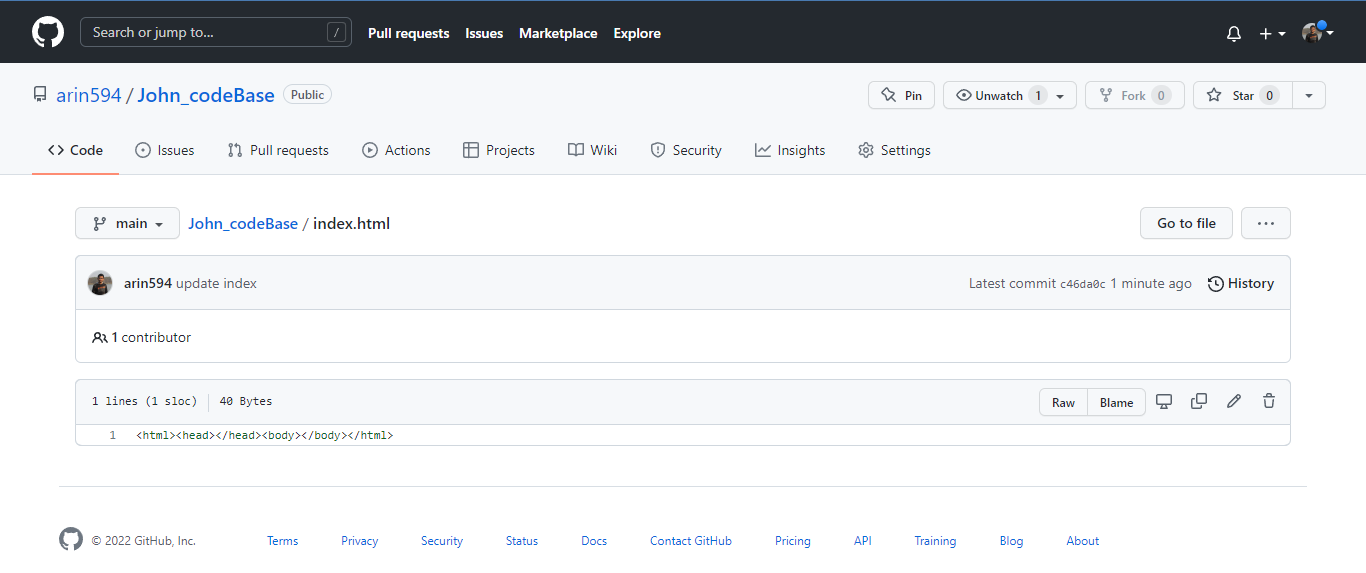 Search or jump to... /
Pull requests Issues Marketplace Explore
arin594 / John_codeBase Public
Pin Unwatch 1 Fork 0 Star 0
Code Issues Pull requests Actions Projects Wiki Security Insights Settings
main John_codeBase / index.html Go to file ...
arin594 update index Latest commit c46da0c 1 minute ago History
1 contributor
1 lines (1 sloc) 40 Bytes Raw Blame
1 <html><head></head><body></body></html>
© 2022 GitHub, Inc. Terms Privacy Security Status Docs Contact GitHub Pricing API Training Blog About